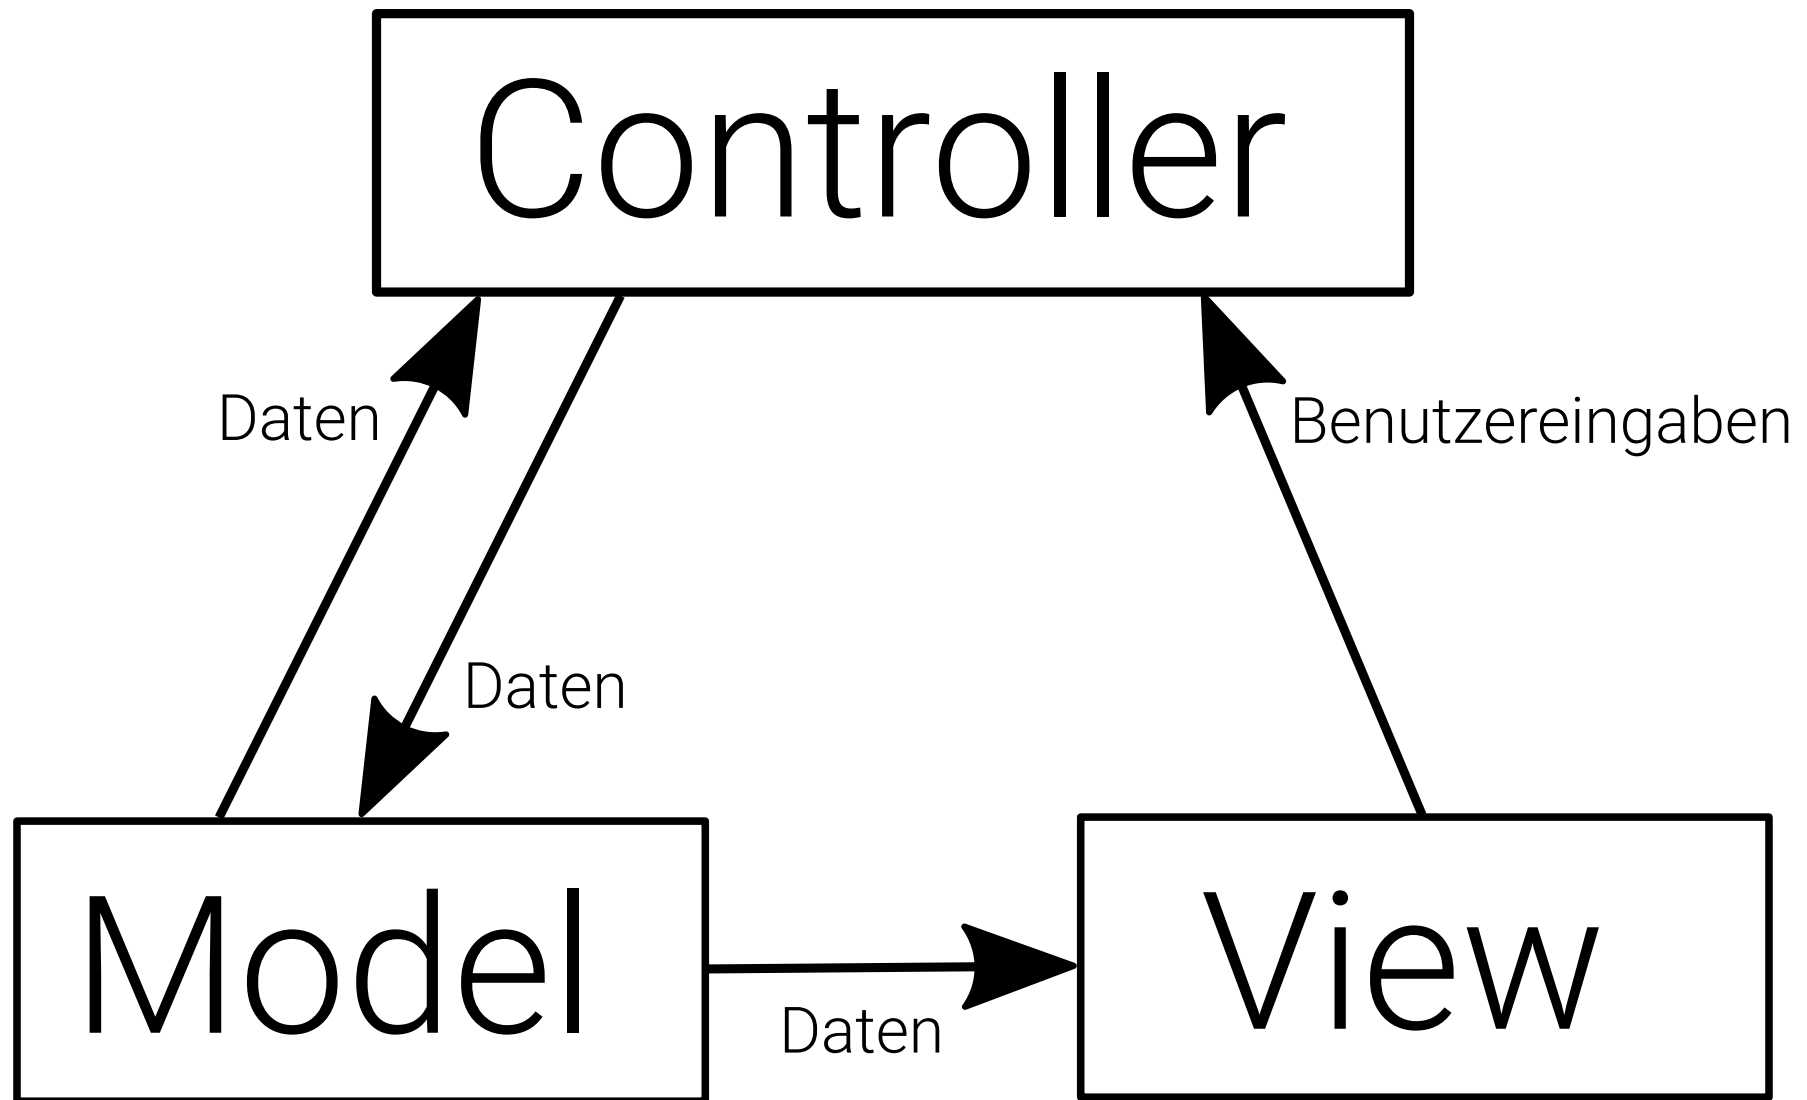 Controller
Daten
Benutzereingaben
Daten
Model
View
Daten